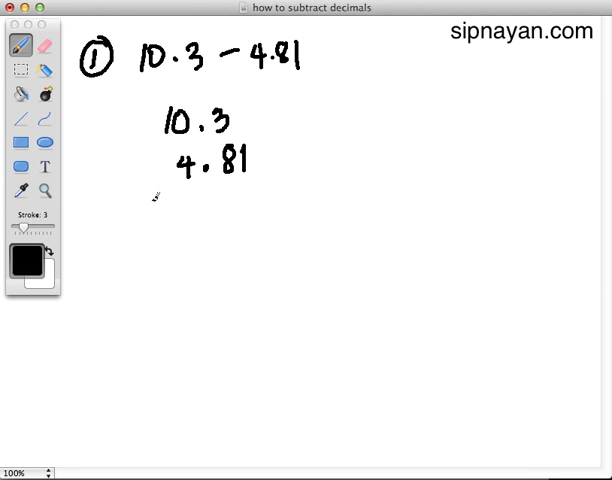 how to subtract decimals
sipnayan.com
① 10.3 - 4.81
10.3
4.81
T
Stroke: 3
100%